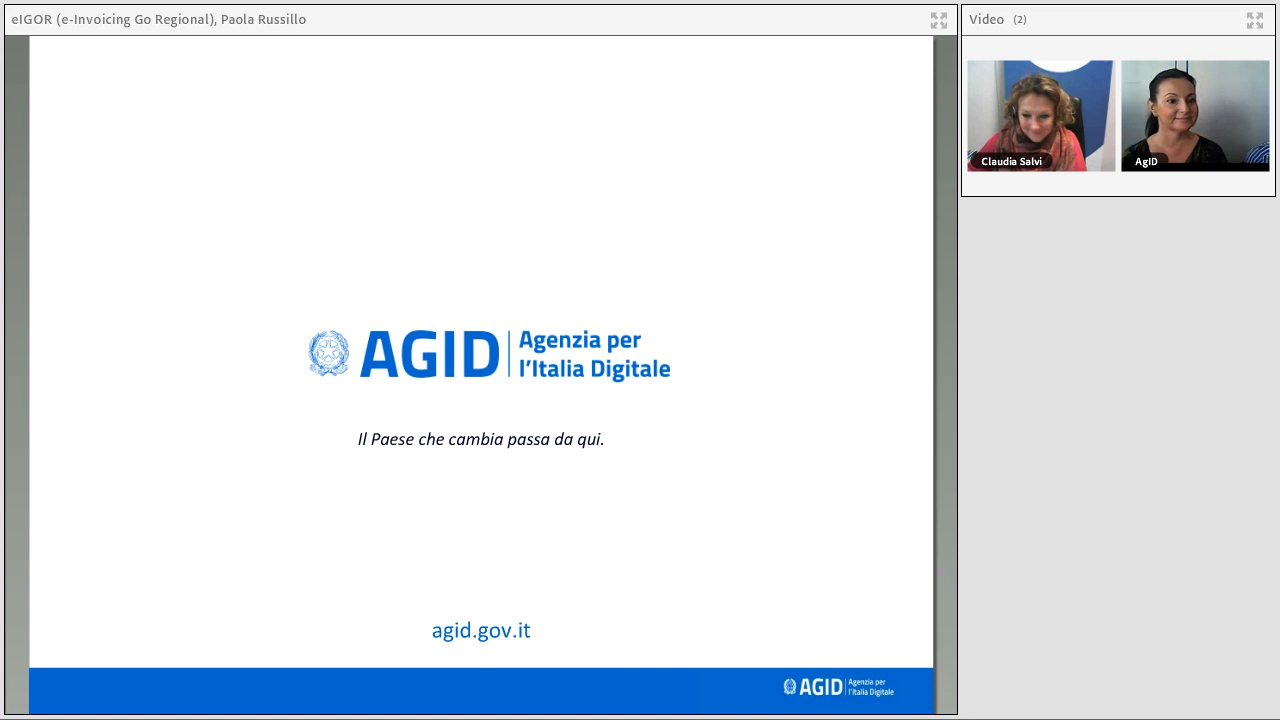 eIGOR (e-Invoicing Go Regional), Paola Russillo
Video (2)
Claudia Salvi
AgID
AGID
Agenzia per
l'Italia Digitale
Il Paese che cambia passa da qui.
agid.gov.it
AGID
Agenzia per
l'Italia Digitale